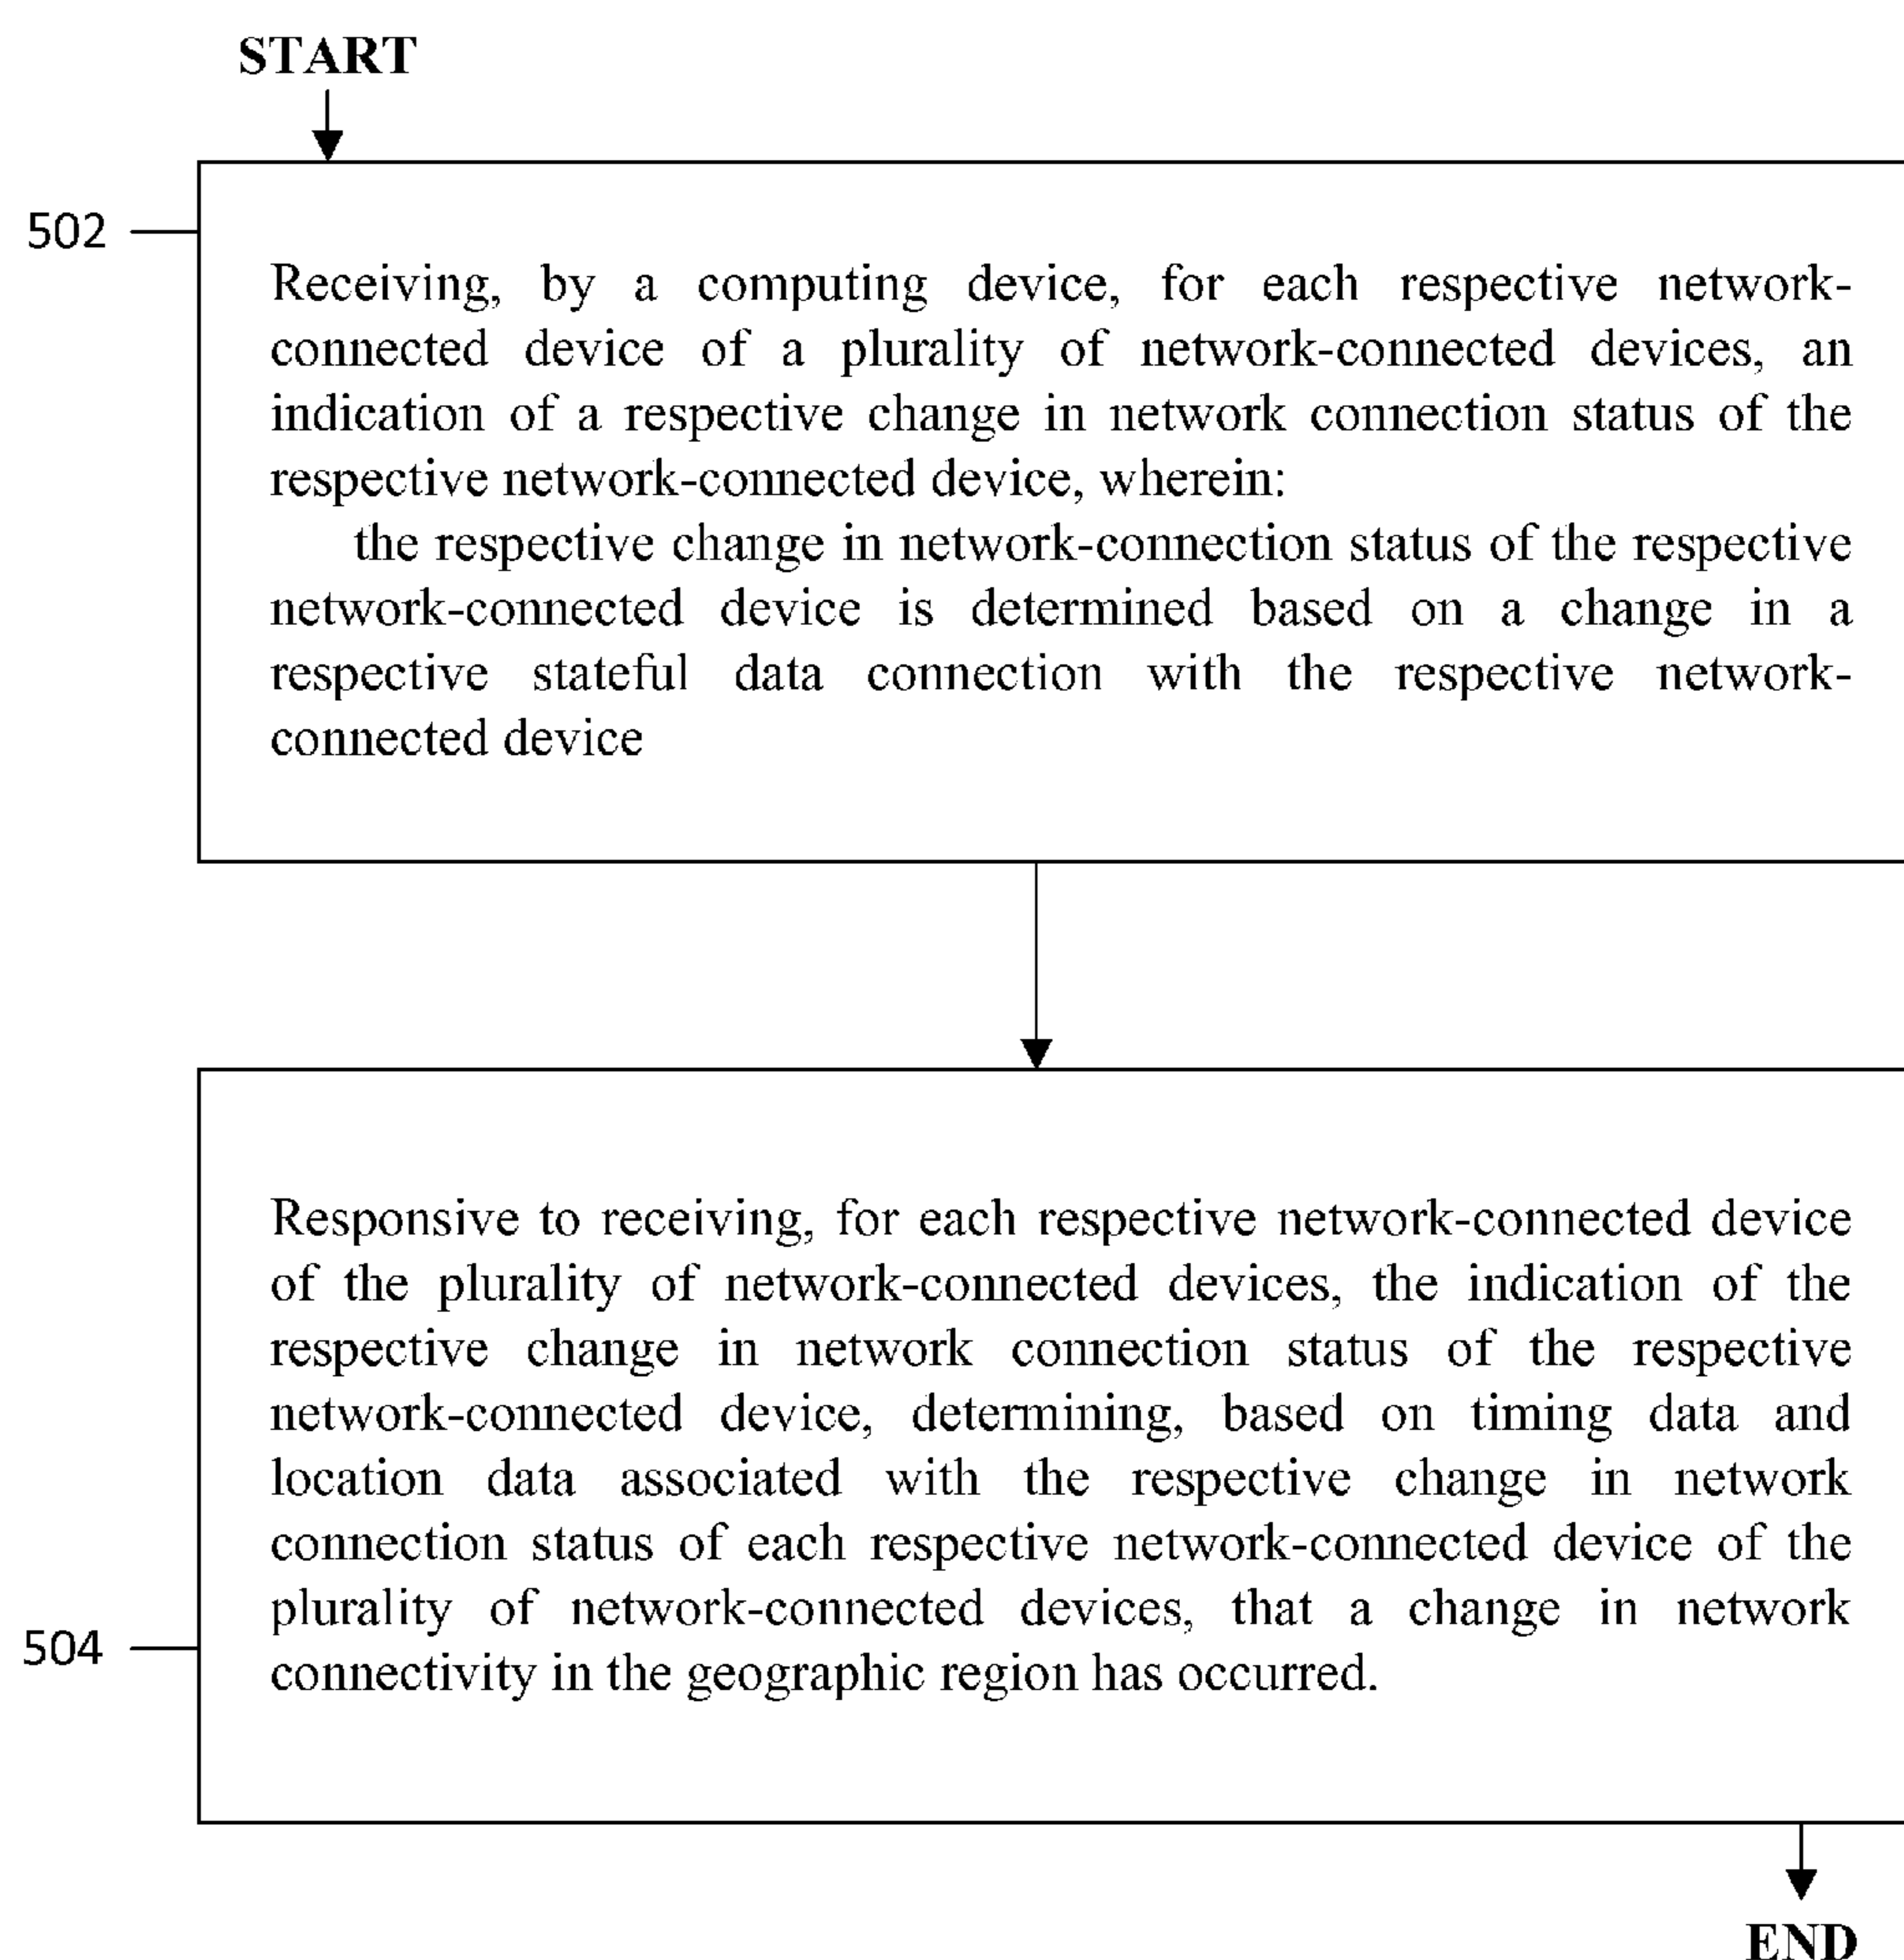 START
502
Receiving, by a computing device, for each respective network-
connected device of a plurality of network-connected devices, an
indication of a respective change in network connection status of the
respective network-connected device, wherein:
the respective change in network-connection status of the respective
network-connected device is determined based on a change in a
respective stateful data connection with the respective network-
connected device
Responsive to receiving, for each respective network-connected device
of the plurality of network-connected devices, the indication of the
respective change in network connection status of the respective
network-connected device, determining, based on timing data and
location data associated with the respective change in network
connection status of each respective network-connected device of the
plurality of network-connected devices, that a change in network
504
connectivity in the geographic region has occurred.
END